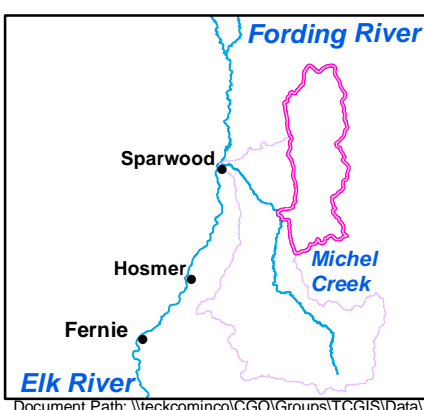 Fording River
Sparwood
Michel
Creek
Hosmer
Fernie
Elk River
Document Path: \\teckcominco\CGO\Groups\TCGIS\Data\